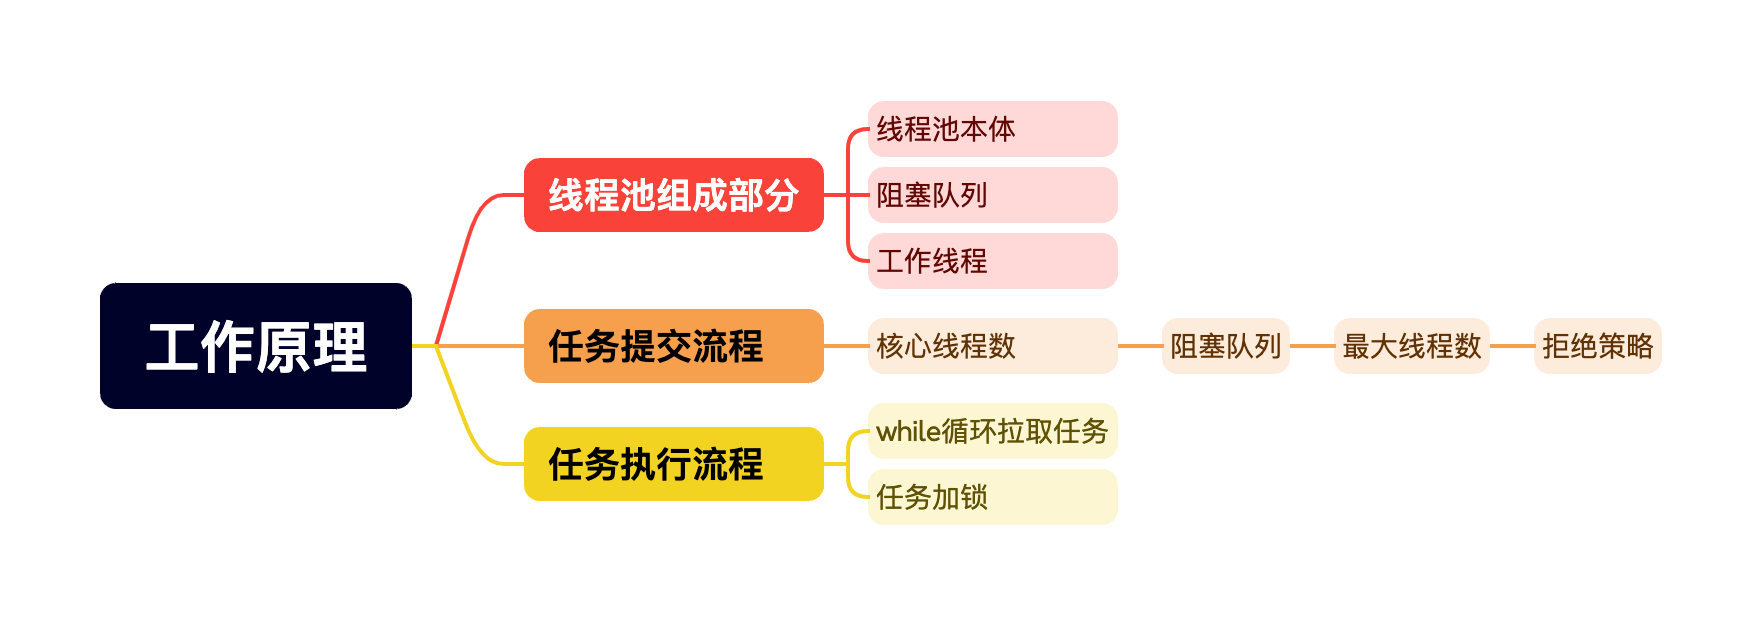 工作原理
线程池组成部分
线程池本体
阻塞队列
工作线程
任务提交流程
核心线程数
阻塞队列
最大线程数
拒绝策略
任务执行流程
while循环拉取任务
任务加锁